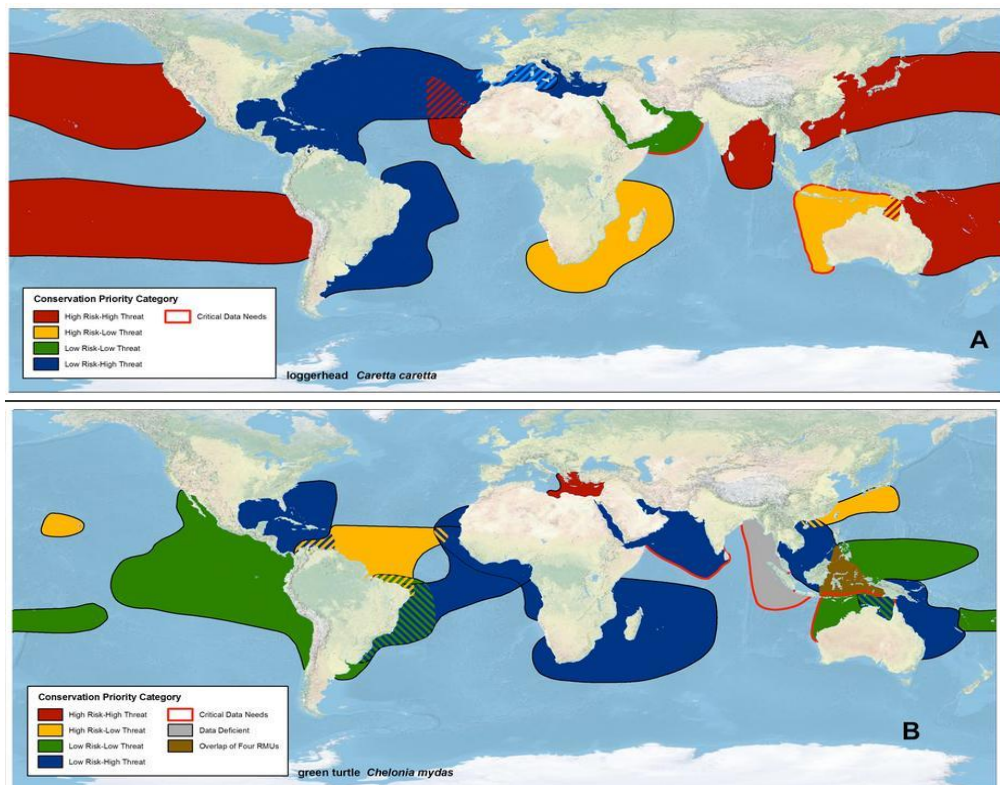 Conservation Priority Category
High Risk-High Threat
Critical Data Needs
High Risk-Low Threat
Low Risk-Low Threat
Low Risk-High Threat
A
loggerhead Caretta caretta
Conservation Priority Category
High Risk-High Threat
Critical Data Needs
High Risk-Low Threat
Data Deficient
Low Risk-Low Threat
Overlap of Four RMUs
Low Risk-High Threat
B
green turtle Chelonia mydas